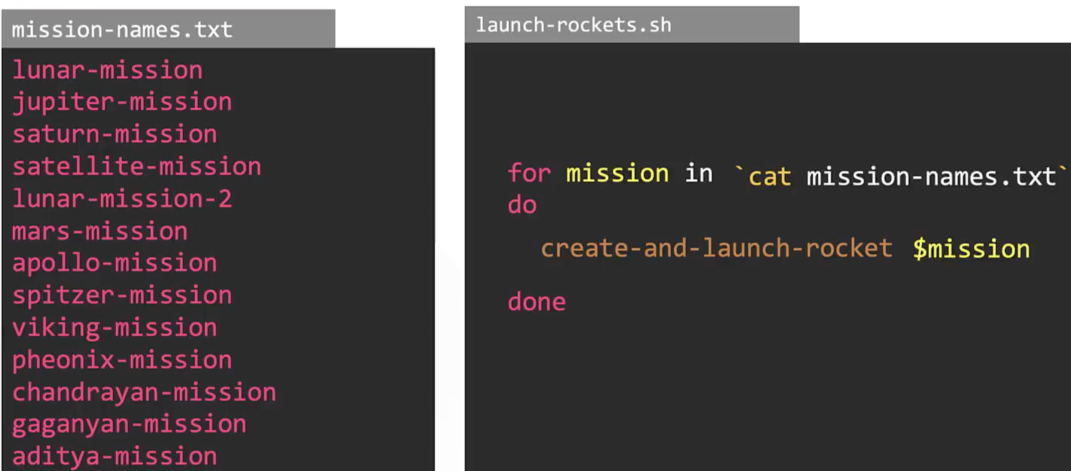 mission-names.txt
lunar-mission
jupiter-mission
saturn-mission
satellite-mission
lunar-mission-2
mars-mission
apollo-mission
spitzer-mission
viking-mission
pheonix-mission
chandrayan-mission
gaganyan-mission
aditya-mission
launch-rockets.sh
for mission in `cat mission-names.txt`
do
create-and-launch-rocket $mission
done